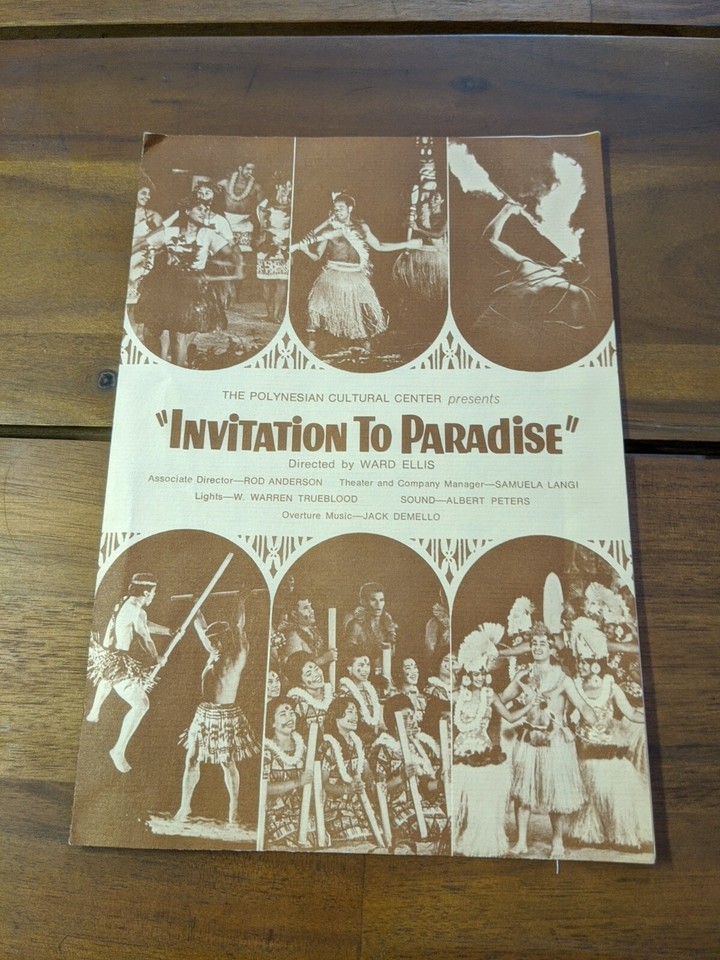 THE POLYNESIAN CULTURAL CENTER presents
"INVITATION TO PARADISE"
Directed by WARD ELLIS
Associate Director—ROD ANDERSON Theater and Company Manager—SAMUELA LANGI
Lights—W. WARREN TRUEBLOOD SOUND—ALBERT PETERS
Overture Music—JACK DEMELLO